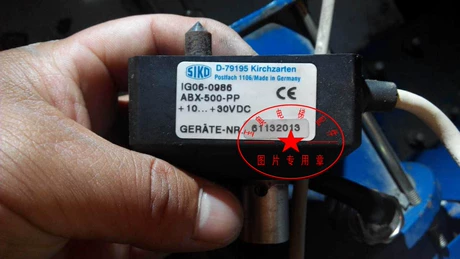 SIKO
D-79195 Kirchzarten
Postfach 1106/Made in Germany
IG06-0986
CE
ABX-500-PP
+10...+30VDC
GERÄTE-NR. 61132013
图片专用章